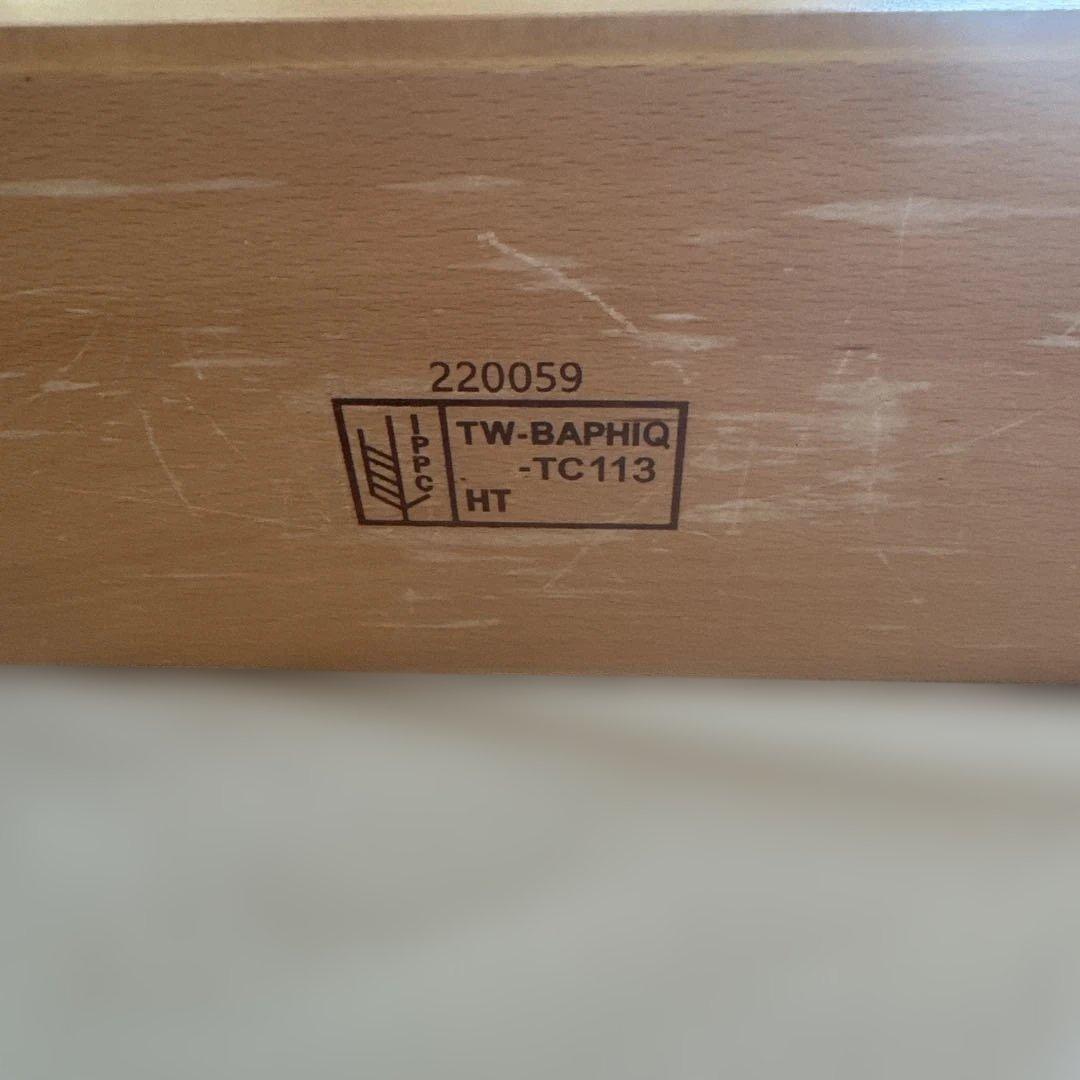 220059
IPPC
TW-BAPHIQ
-TC113
HT